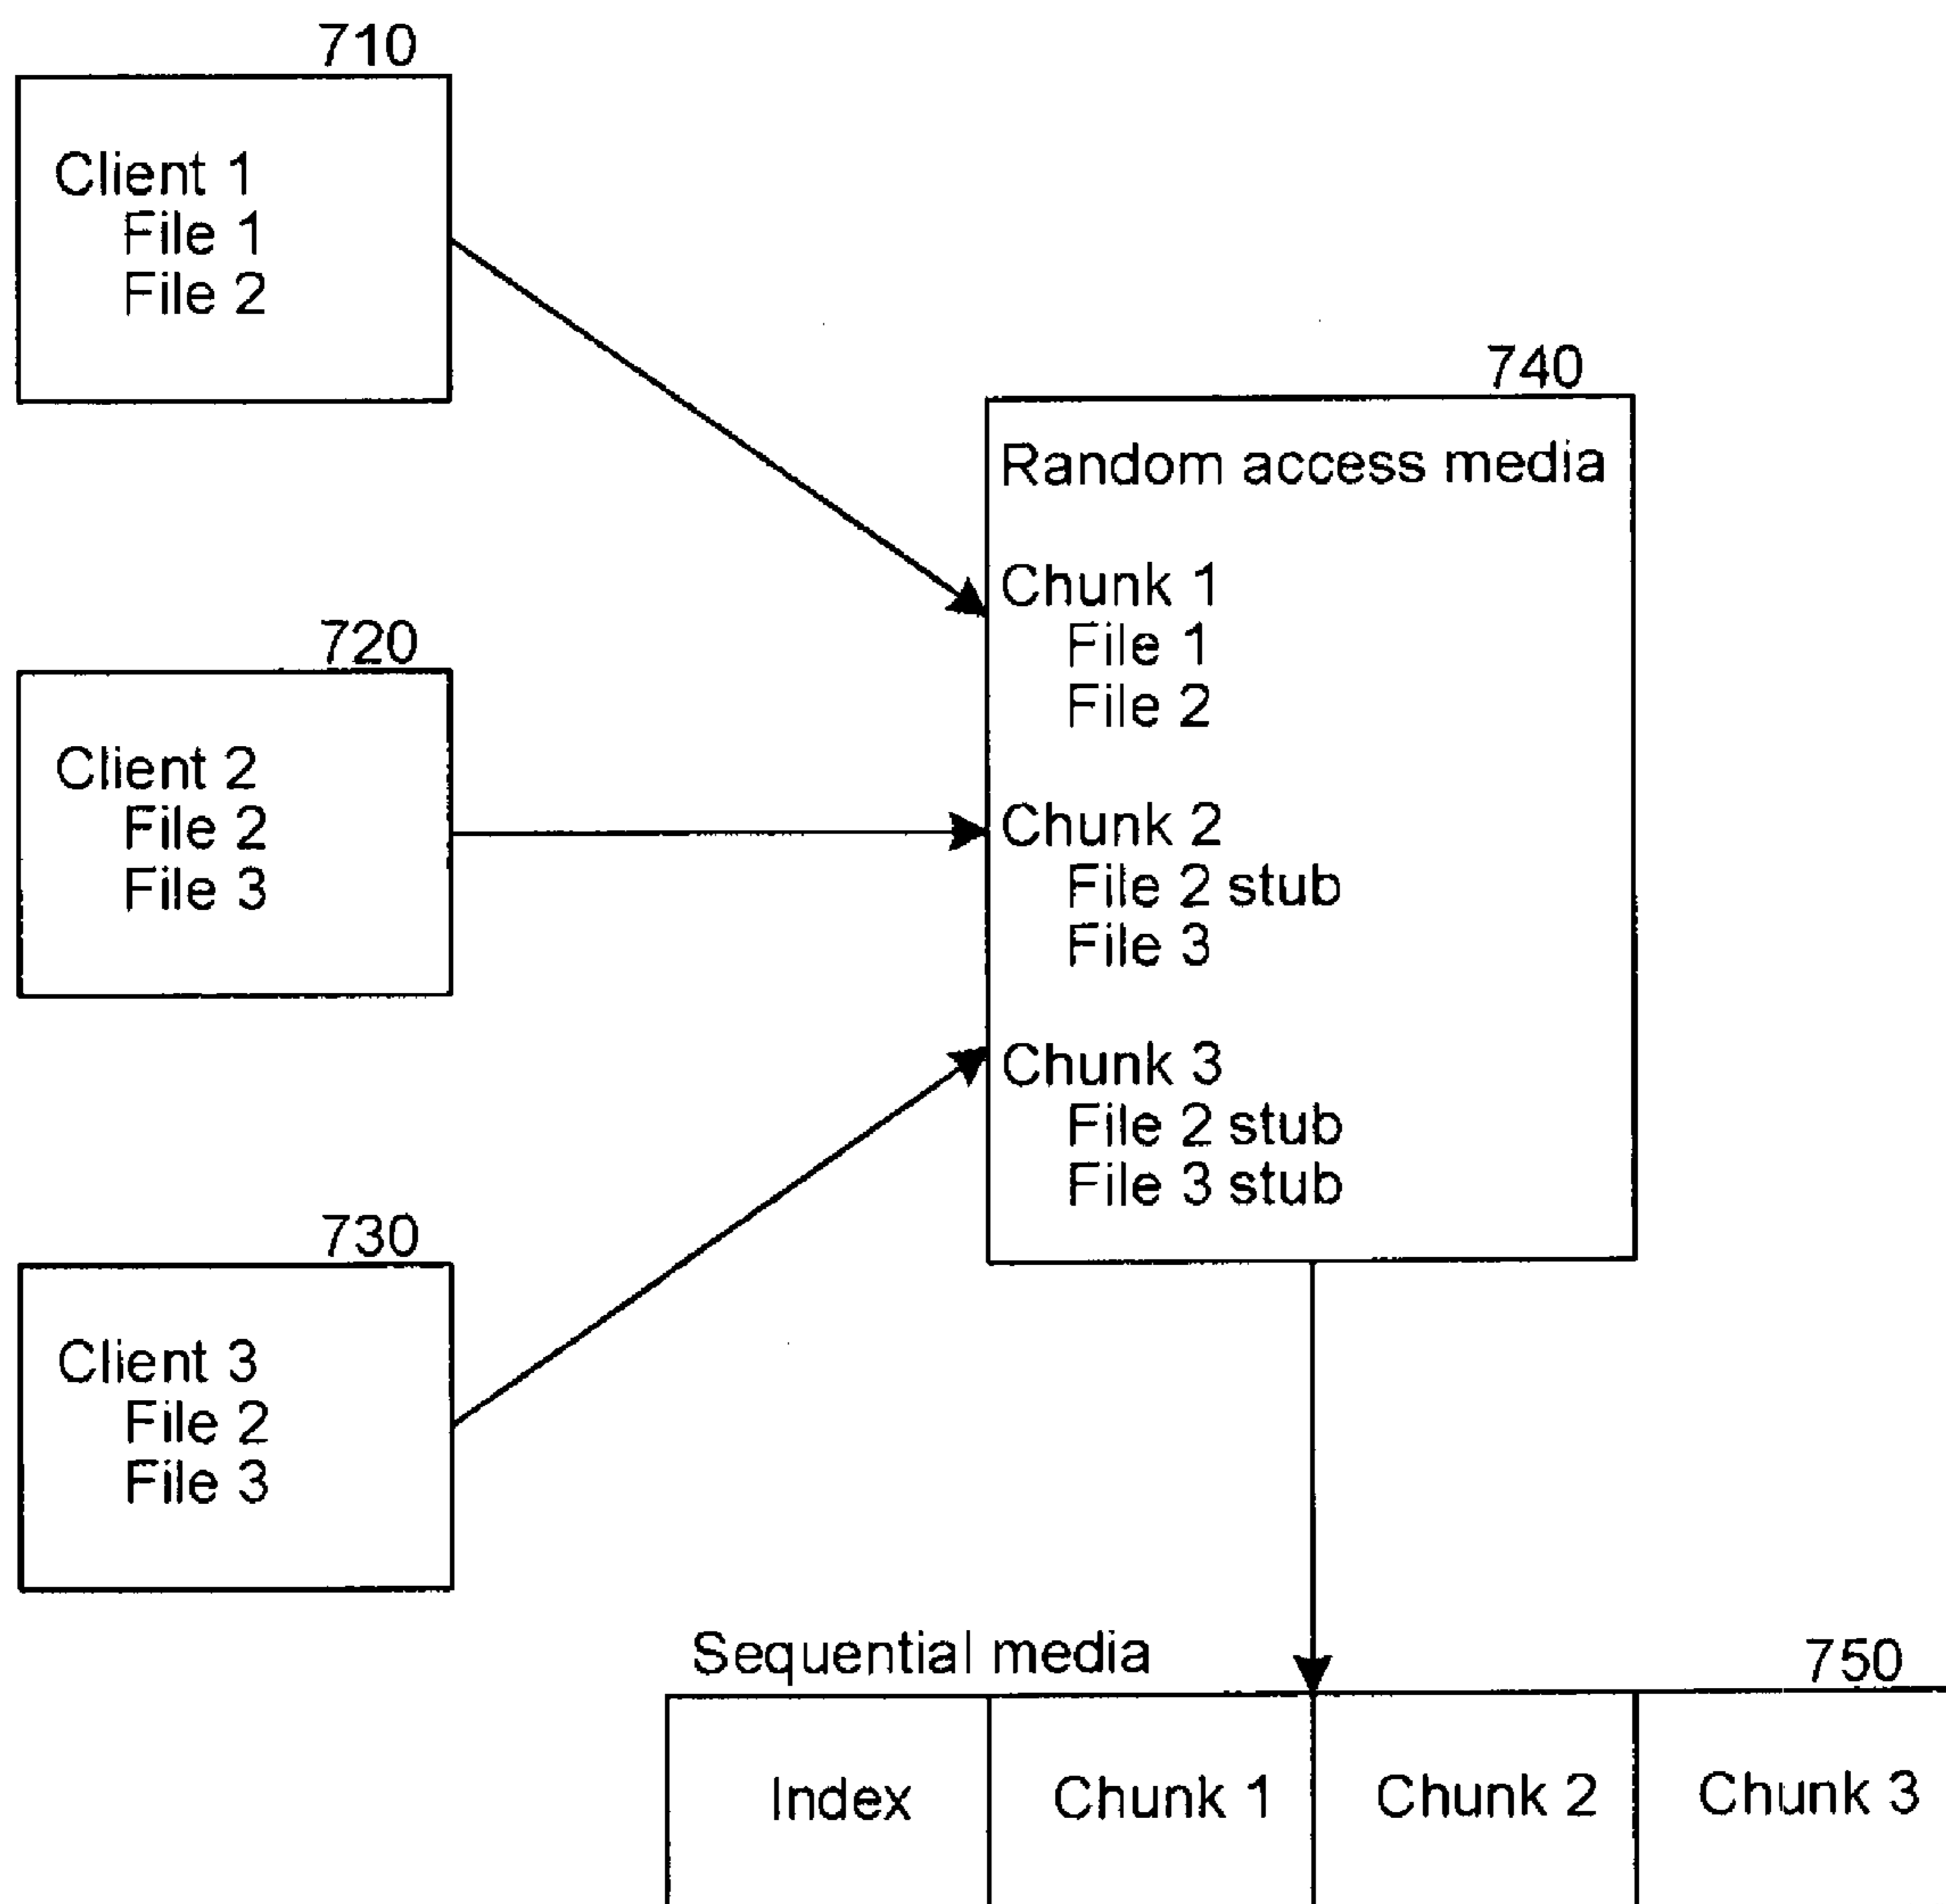 710
Client 1
File 1
File 2
720
Client 2
File 2
File 3
730
Client 3
File 2
File 3
740
Random access media
Chunk 1
File 1
File 2
Chunk 2
File 2 stub
File 3
Chunk 3
File 2 stub
File 3 stub
Sequential media
750
Index
Chunk 1
Chunk 2
Chunk 3